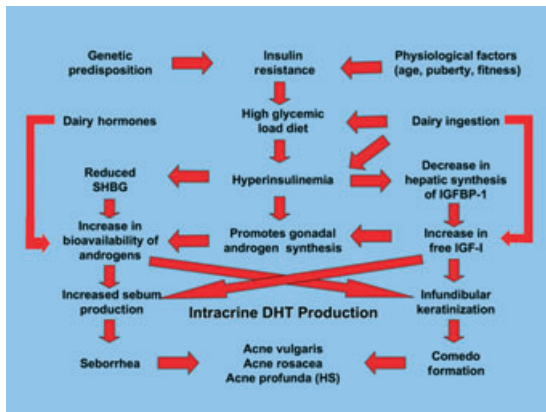 Genetic
predisposition
Insulin
resistance
Physiological factors
(age, puberty, fitness)
Dairy hormones
High glycemic
load diet
Dairy ingestion
Reduced
SHBG
Hyperinsulinemia
Decrease in
hepatic synthesis
of IGFBP-1
Increase in
bioavailability of
androgens
Promotes gonadal
androgen synthesis
Increase in
free IGF-I
Increased sebum
production
Intracrine DHT Production
Infundibular
keratinization
Seborrhea
Acne vulgaris
Acne rosacea
Acne profunda (HS)
Comedo
formation